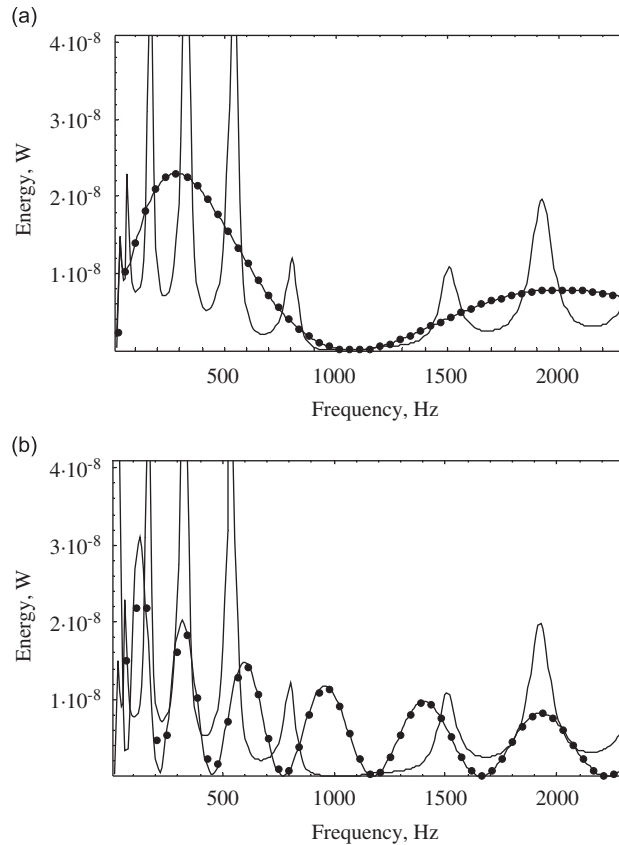 (a)
4·10-8
3·10-8
2·10-8
1·10-8
Energy, W
500 1000 1500 2000
Frequency, Hz
(b)
4·10-8
3·10-8
2·10-8
1·10-8
Energy, W
500 1000 1500 2000
Frequency, Hz